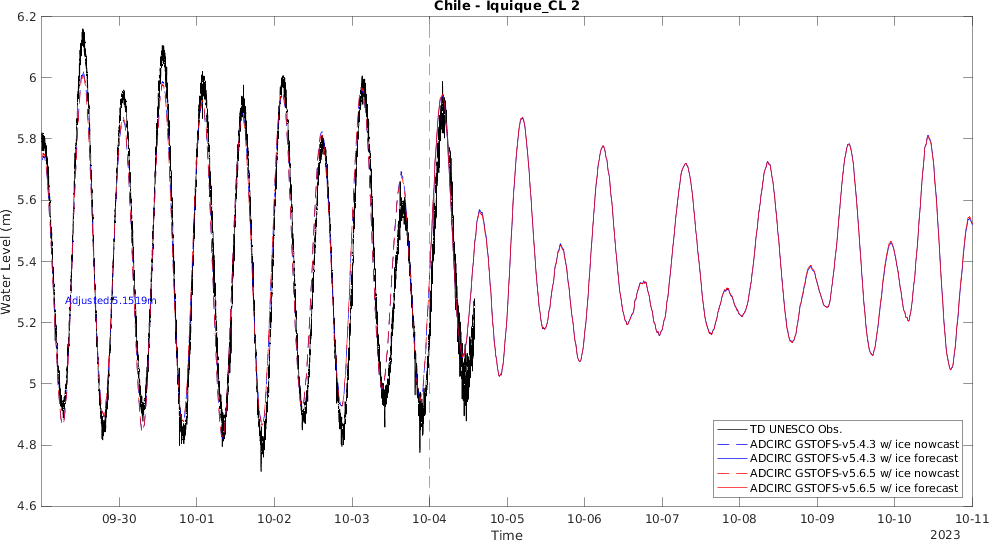 Chile - Iquique_CL 2
6.2
6
5.8
5.6
5.4
5.2
5
4.8
4.6
Water Level (m)
Adjusted:5.1519m
TD UNESCO Obs.
ADCIRC GSTOFS-v5.4.3 w/ ice nowcast
ADCIRC GSTOFS-v5.4.3 w/ ice forecast
ADCIRC GSTOFS-v5.6.5 w/ ice nowcast
ADCIRC GSTOFS-v5.6.5 w/ ice forecast
09-30 10-01 10-02 10-03 10-04 10-05 10-06 10-07 10-08 10-09 10-10 10-11
Time
2023